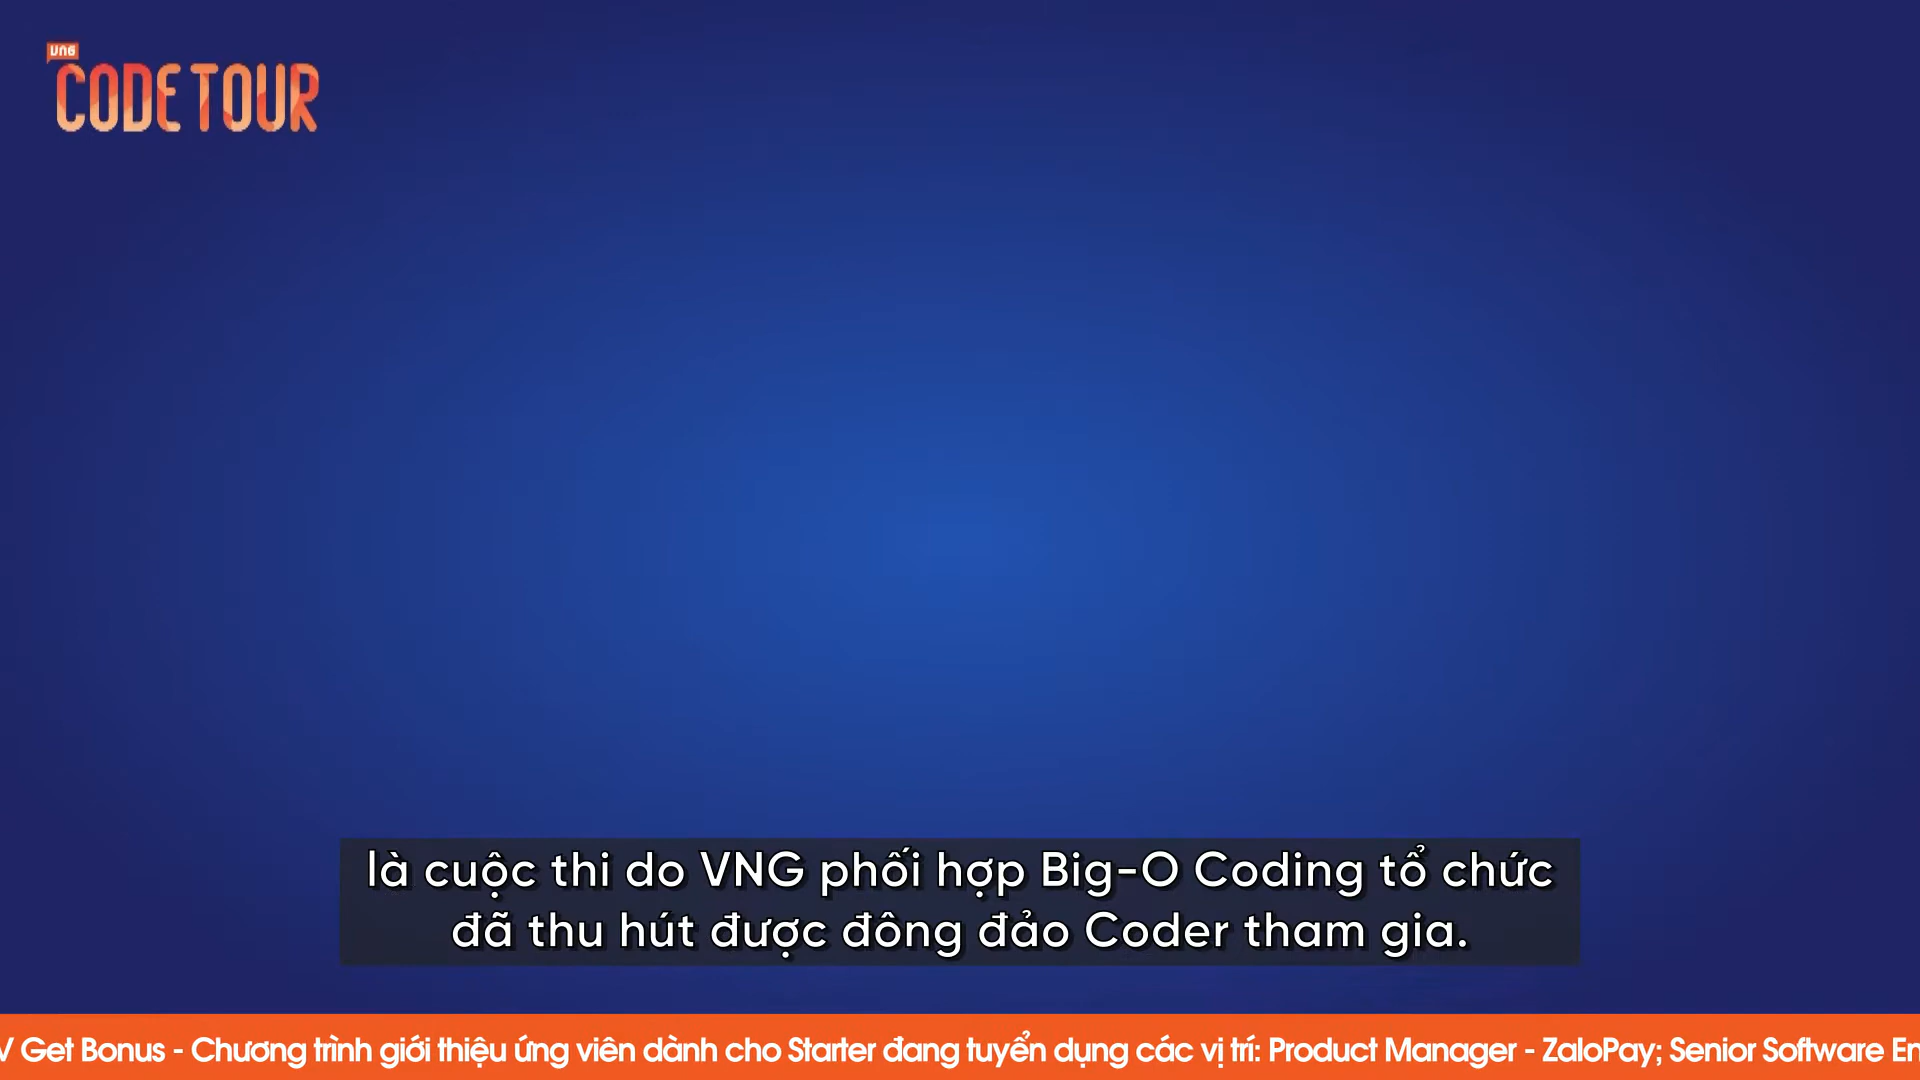 VNG
CODE TOUR
là cuộc thi do VNG phối hợp Big-O Coding tổ chức
đã thu hút được đông đảo Coder tham gia.
V Get Bonus - Chương trình giới thiệu ứng viên dành cho Starter đang tuyển dụng các vị trí: Product Manager - ZaloPay; Senior Software En